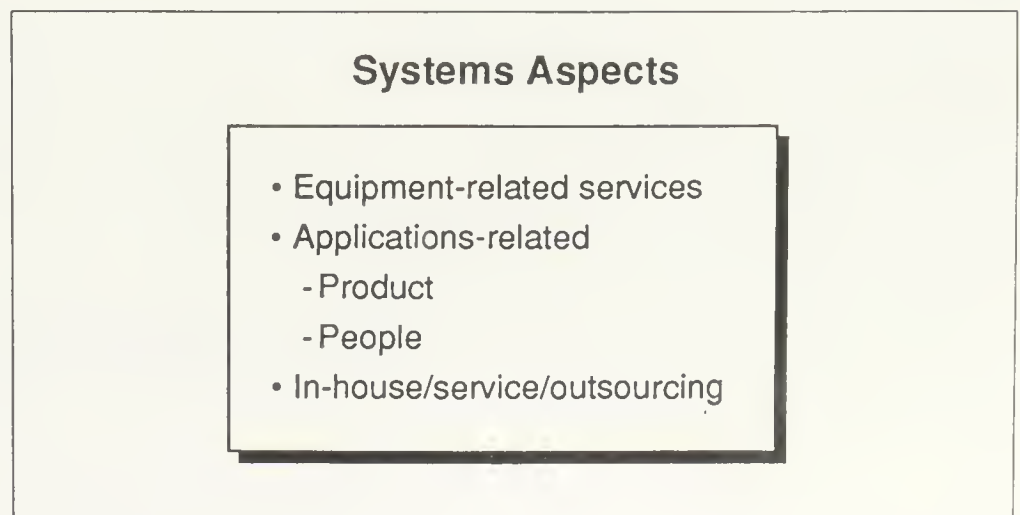 Systems Aspects
• Equipment-related services
• Applications-related
- Product
- People
• In-house/service/outsourcing